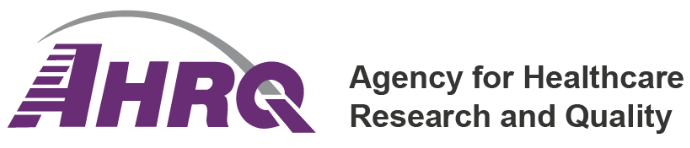 AHRQ
Agency for Healthcare
Research and Quality